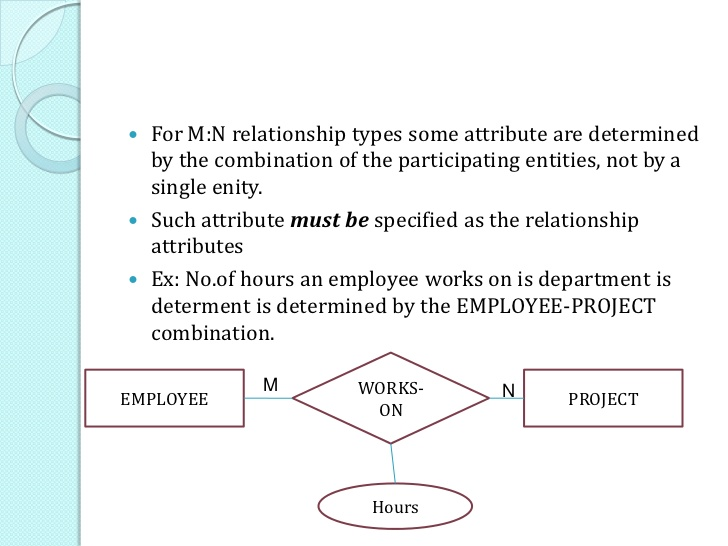 For M:N relationship types some attribute are determined
by the combination of the participating entities, not by a
single enity.
Such attribute must be specified as the relationship
attributes
Ex: No.of hours an employee works on is department is
determent is determined by the EMPLOYEE-PROJECT
combination.
EMPLOYEE
M
WORKS-
ON
N
PROJECT
Hours